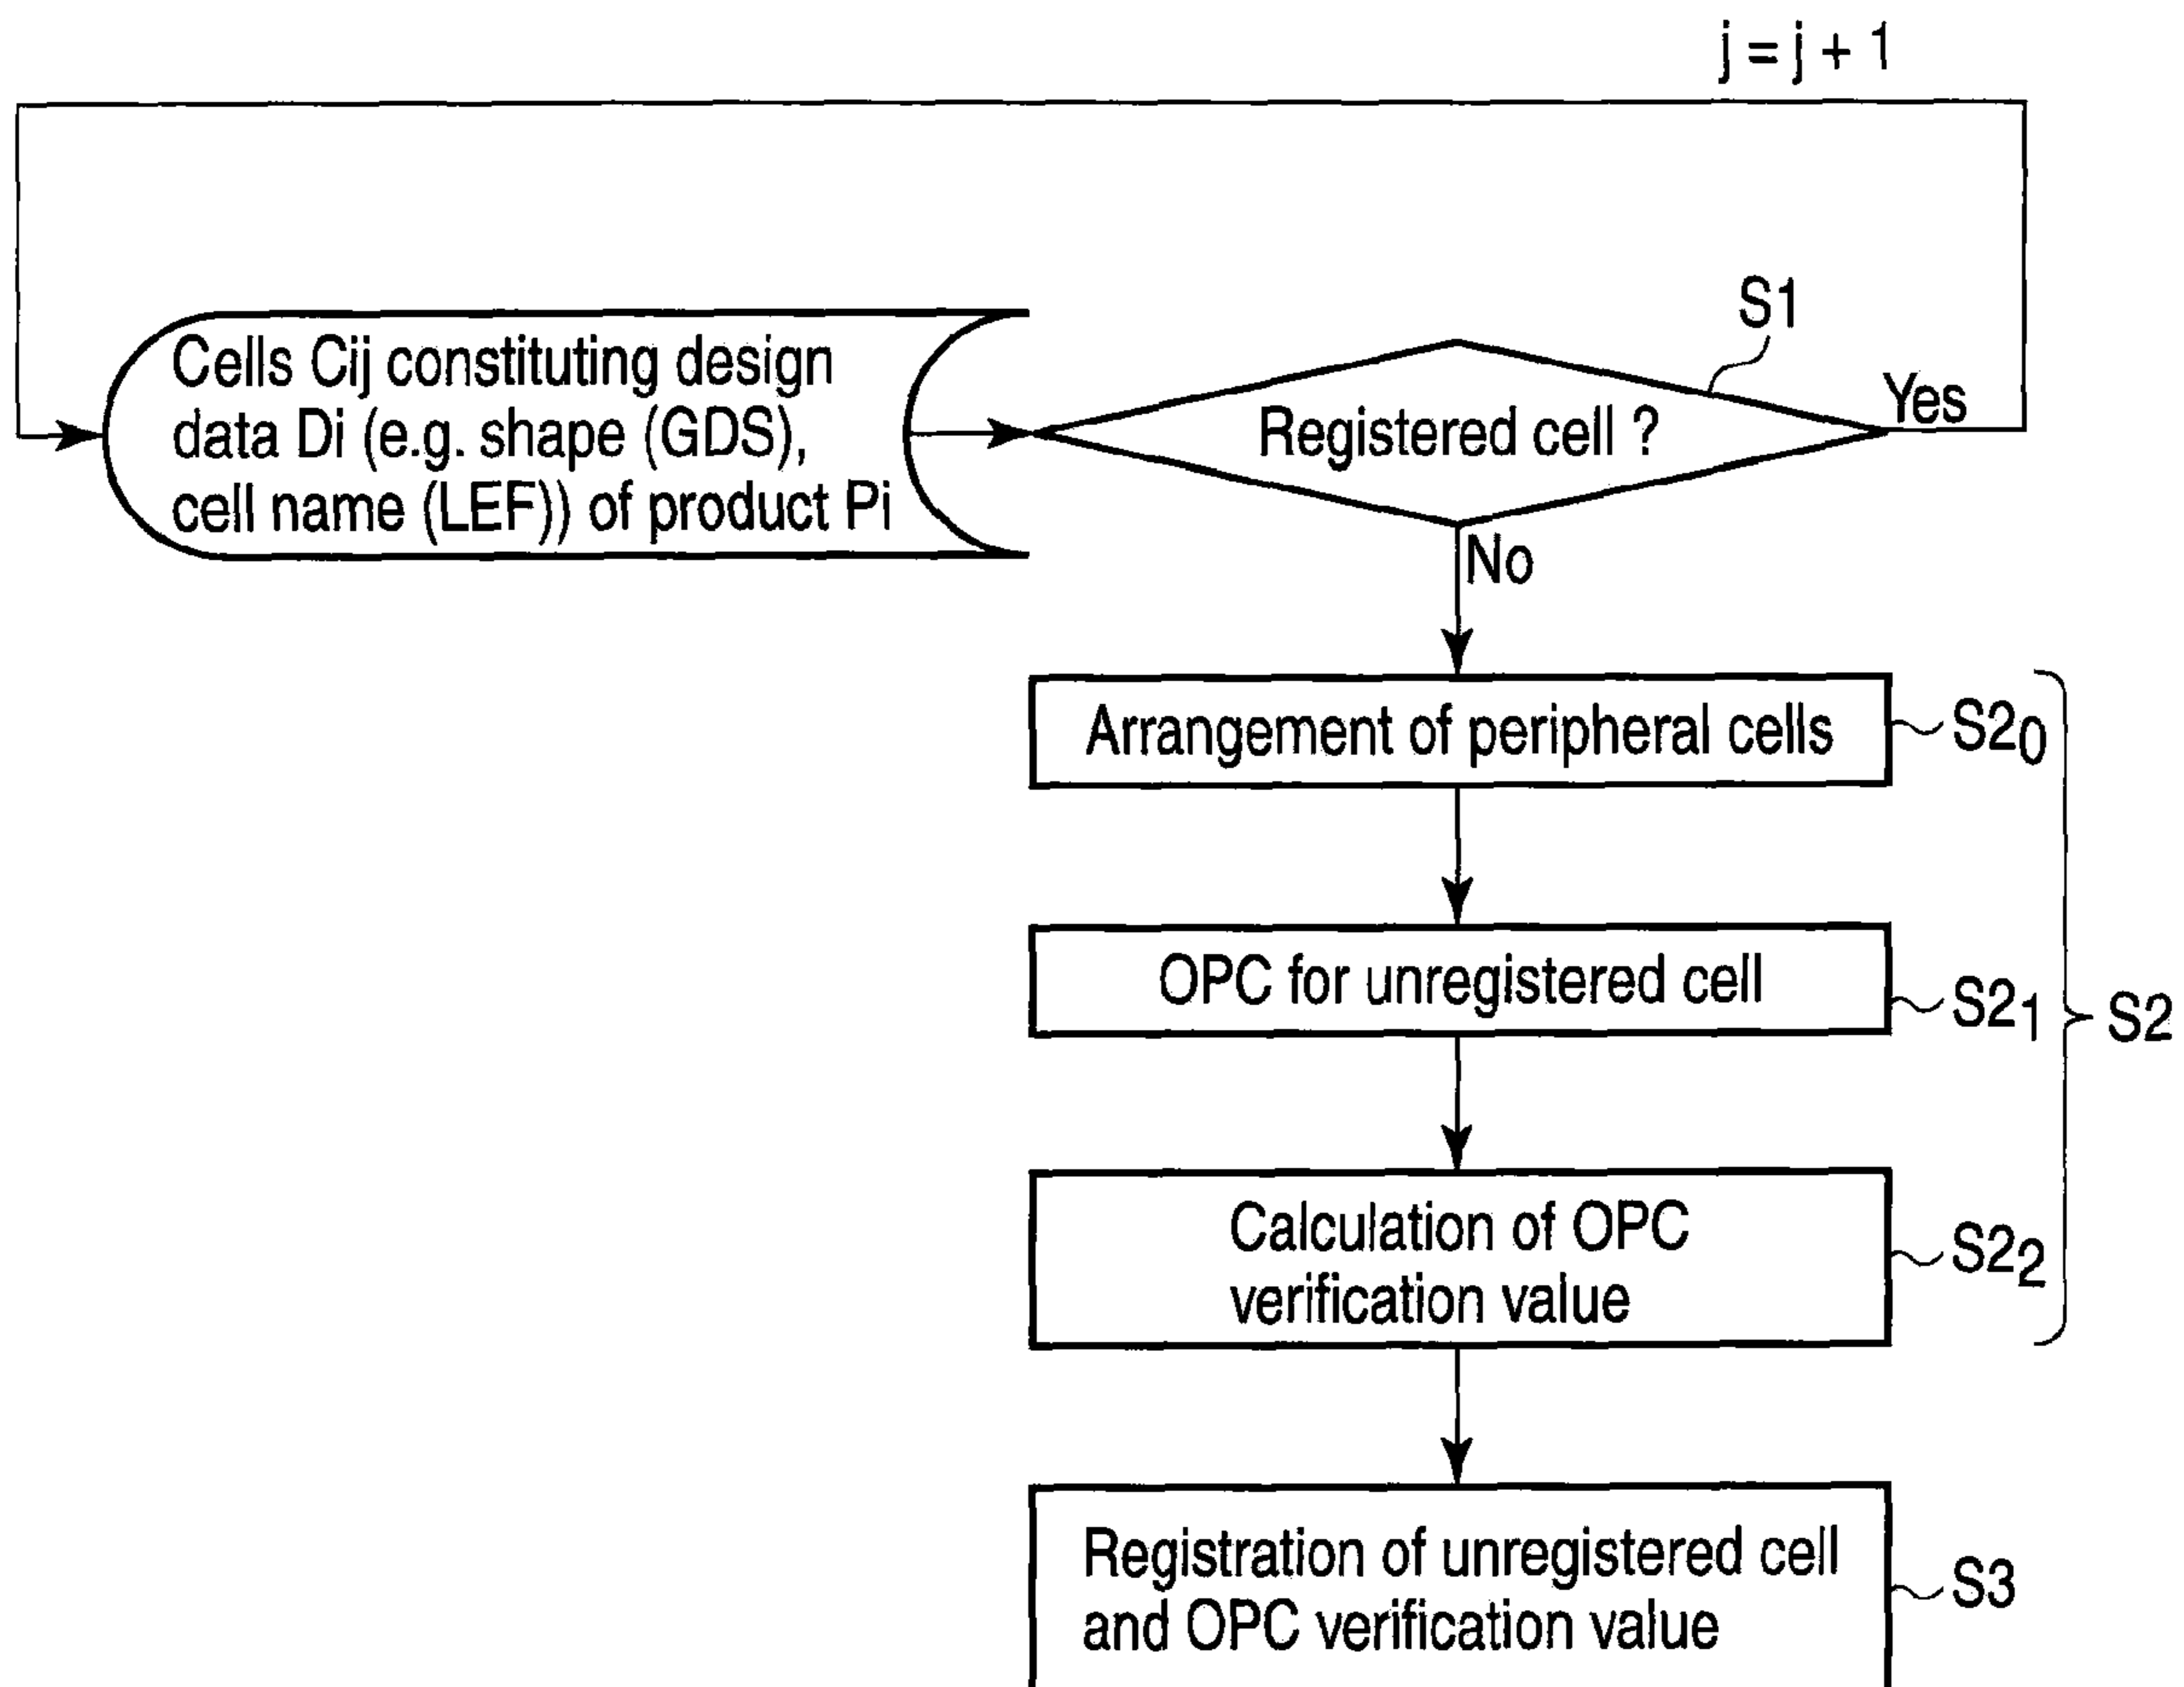 j = j + 1
S1
Cells Cij constituting design
data Di (e.g. shape (GDS),
cell name (LEF)) of product Pi
Registered cell ?
Yes
No
Arrangement of peripheral cells
S20
OPC for unregistered cell
S21
S2
Calculation of OPC
verification value
S22
Registration of unregistered cell
and OPC verification value
S3